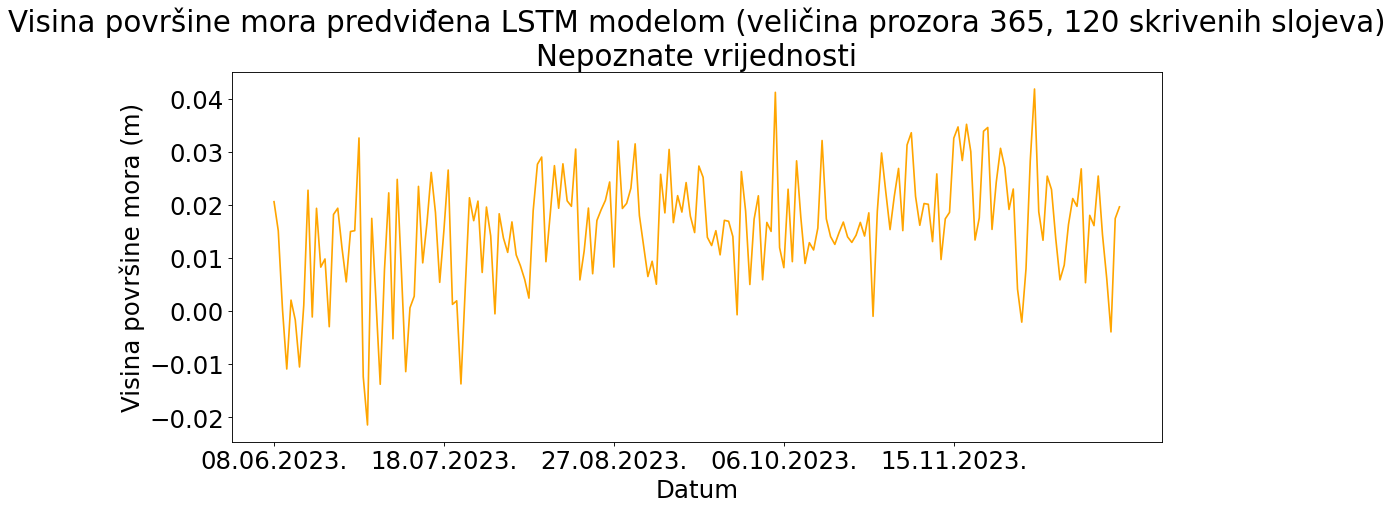 Visina površine mora predviđena LSTM modelom (veličina prozora 365, 120 skrivenih slojeva)
Nepoznate vrijednosti
Visina površine mora (m)
0.04
0.03
0.02
0.01
0.00
−0.01
−0.02
08.06.2023. 18.07.2023. 27.08.2023. 06.10.2023. 15.11.2023.
Datum